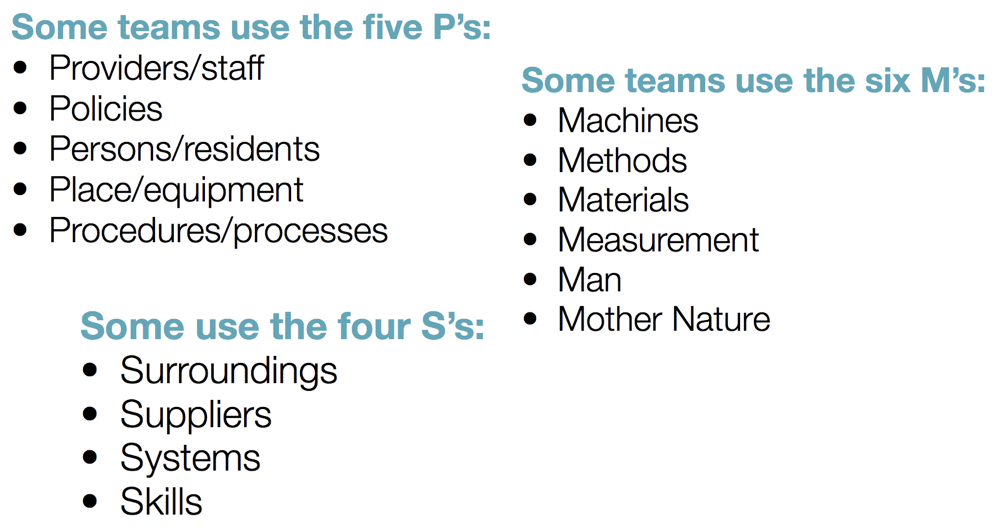 Some teams use the five P’s:
• Providers/staff
• Policies
• Persons/residents
• Place/equipment
• Procedures/processes
Some teams use the six M’s:
• Machines
• Methods
• Materials
• Measurement
• Man
• Mother Nature
Some use the four S’s:
• Surroundings
• Suppliers
• Systems
• Skills